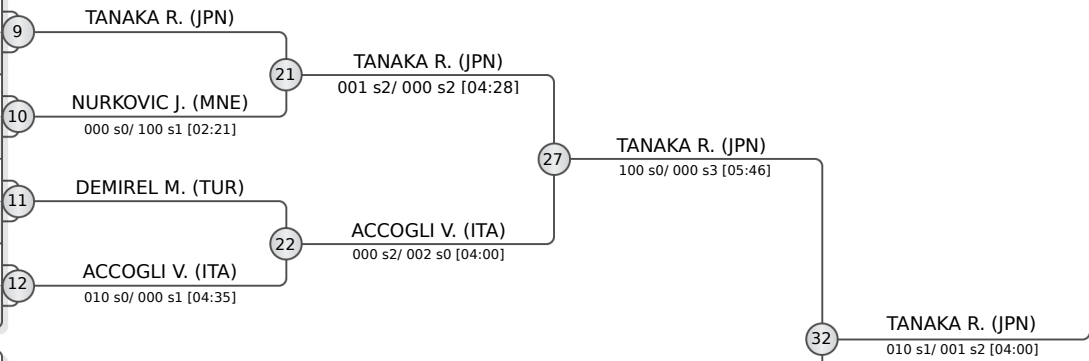 9
TANAKA R. (JPN)
10
NURKOVIC J. (MNE)
000 s0/ 100 s1 [02:21]
21
TANAKA R. (JPN)
001 s2/ 000 s2 [04:28]
11
DEMIREL M. (TUR)
12
ACCOGLI V. (ITA)
010 s0/ 000 s1 [04:35]
22
ACCOGLI V. (ITA)
000 s2/ 002 s0 [04:00]
27
TANAKA R. (JPN)
100 s0/ 000 s3 [05:46]
32
TANAKA R. (JPN)
010 s1/ 001 s2 [04:00]